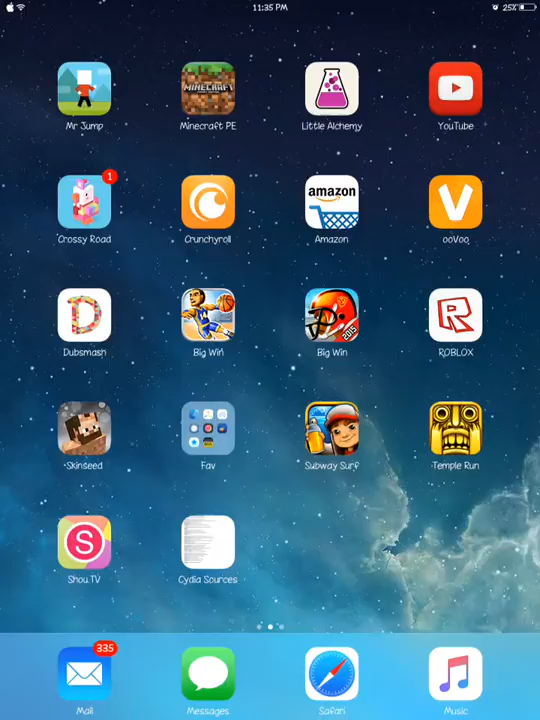 11:35 PM
25%
Mr Jump
Minecraft PE
Little Alchemy
YouTube
MINECRAFT
1
amazon
Crossy Road
Crunchyroll
Amazon
ooVoo
D
2015
R
Dubsmash
Big Win
Big Win
ROBLOX
Skinseed
Fav
Subway Surf
Temple Run
S
Shou.TV
Cydia Sources
335
Mail
Messages
Safari
Music